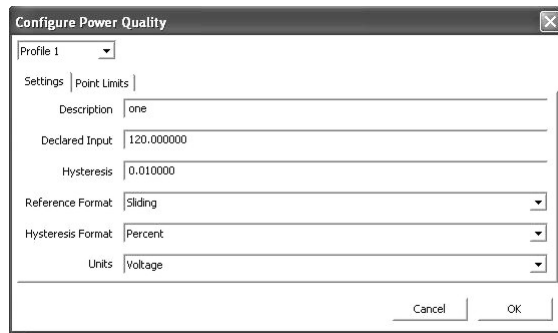 Configure Power Quality
Profile 1
Settings Point Limits
Description one
Declared Input 120.000000
Hysteresis 0.010000
Reference Format Sliding
Hysteresis Format Percent
Units Voltage
Cancel OK